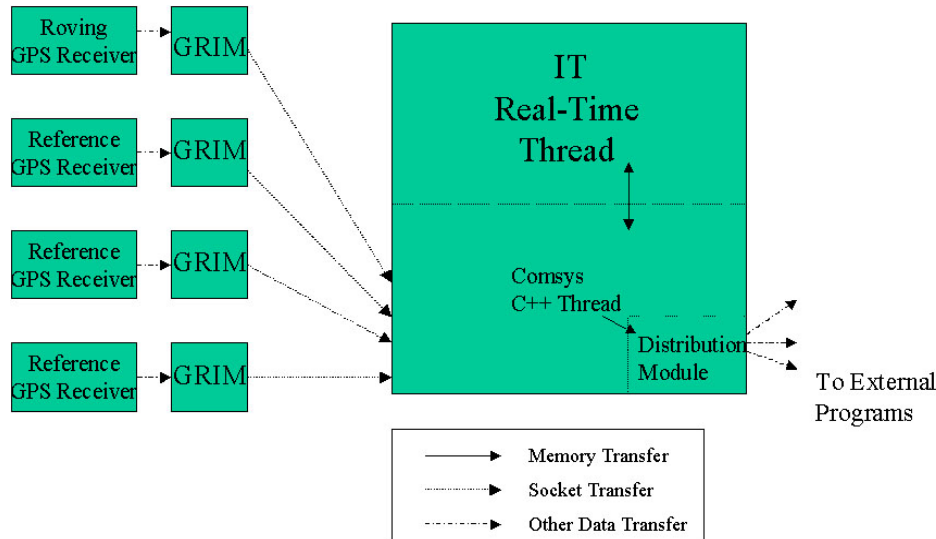 Roving
GPS Receiver
GRIM
Reference
GPS Receiver
GRIM
Reference
GPS Receiver
GRIM
Reference
GPS Receiver
GRIM
IT
Real-Time
Thread
Comsys
C++ Thread
Distribution
Module
To External
Programs
Memory Transfer
Socket Transfer
Other Data Transfer